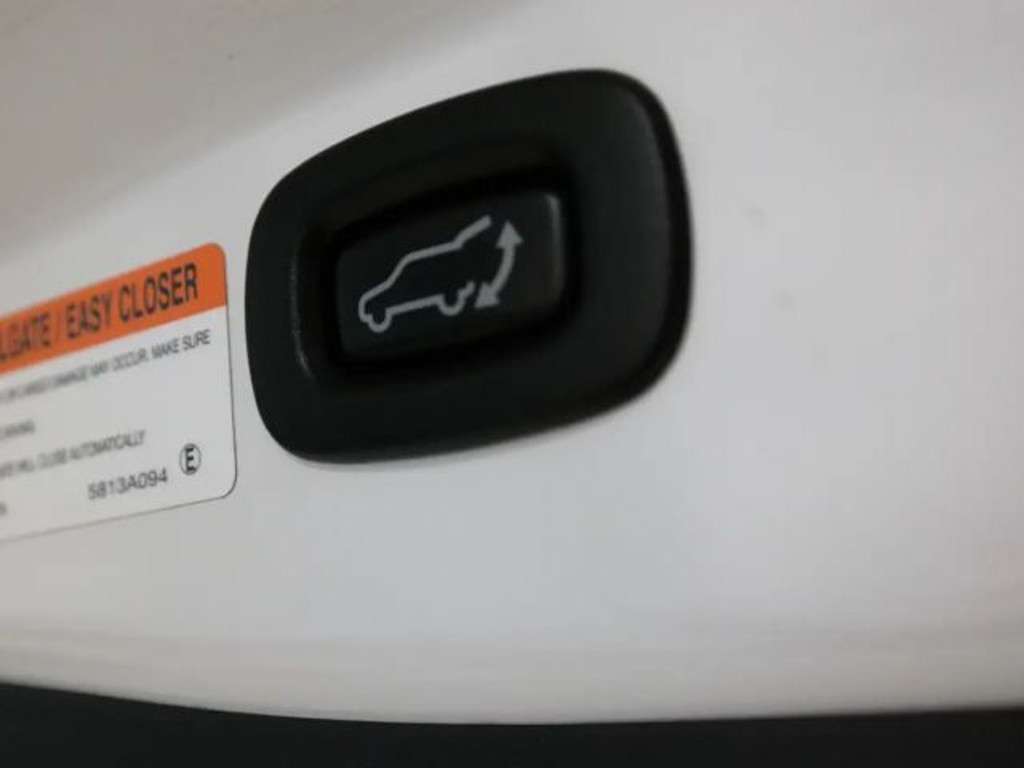 LGATE / EASY CLOSER
DAMAGE MAY OCCUR. MAKE SURE
WILL CLOSE AUTOMATICALLY
5813A094 E